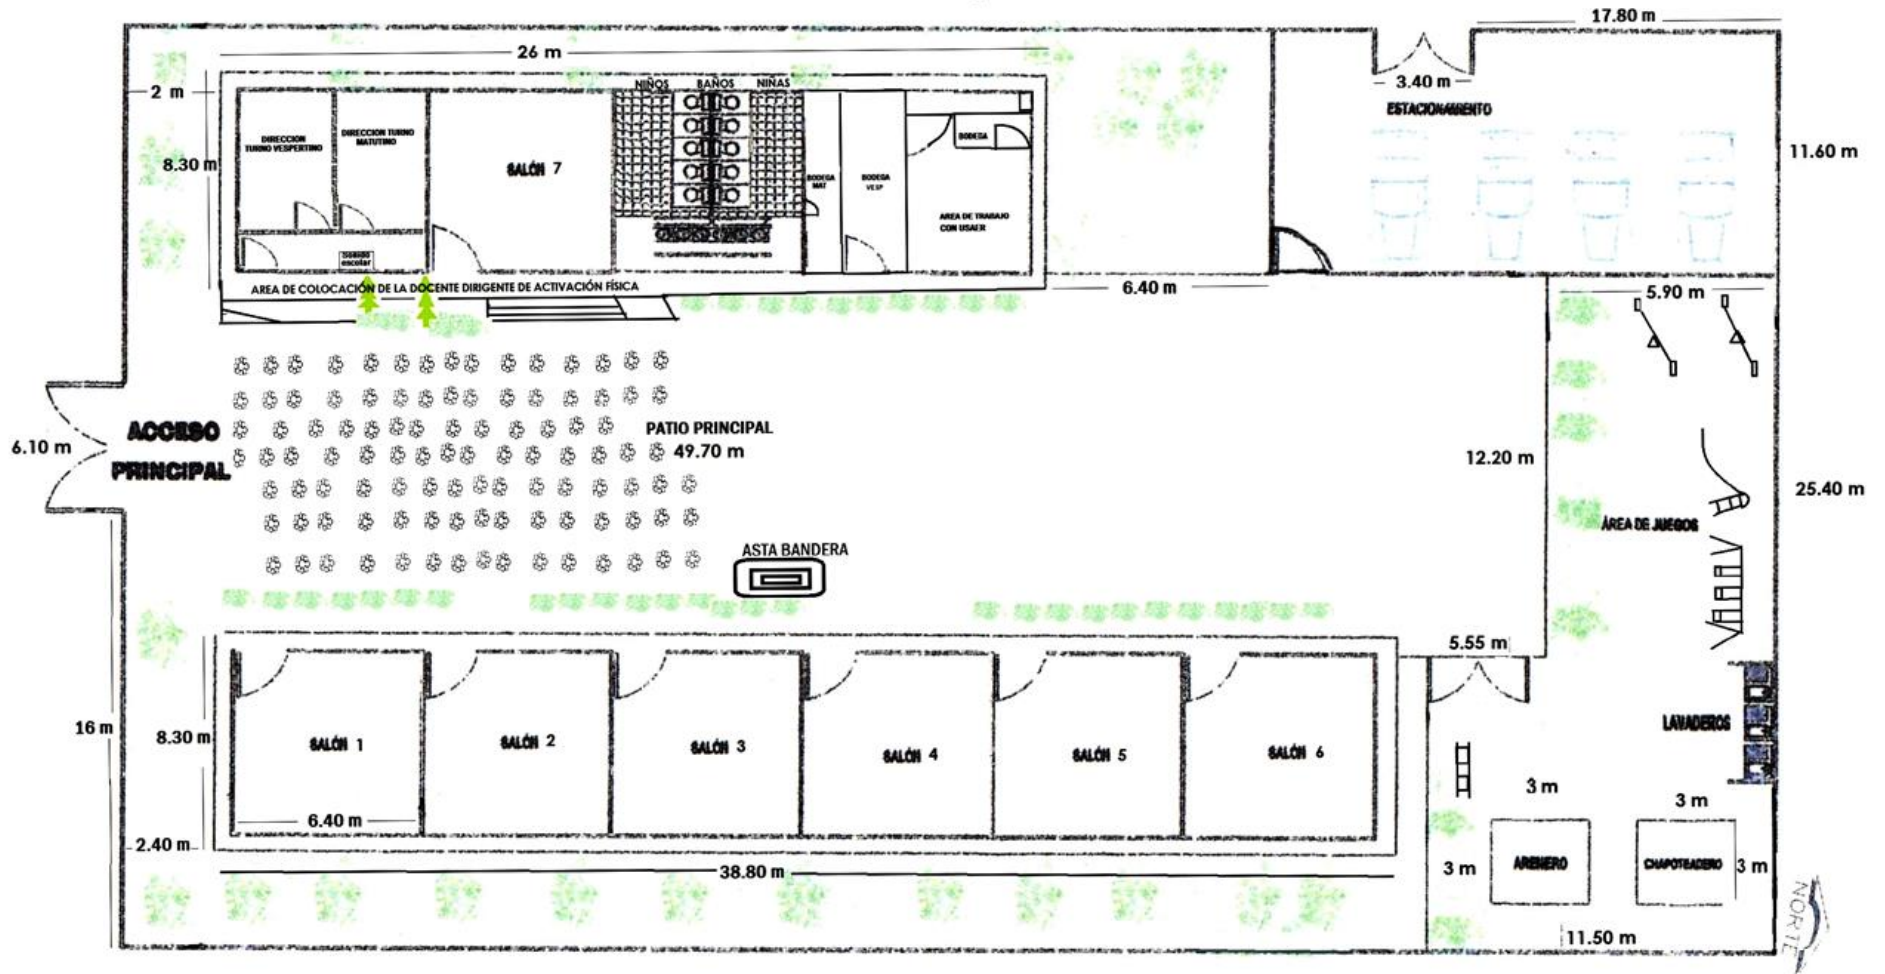 17.80 m
26 m
3.40 m
ESTACIONAMIENTO
NIÑOS
BAÑOS
NIÑAS
2 m
DIRECCION
TURNO VESPERTINO
DIRECCION TURNO
MATUTINO
SALÓN 7
BODEGA
BODEGA
MAT
BODEGA
VESP
AREA DE TRABAJO
CON USAER
11.60 m
8.30 m
Sonido
escolar
AREA DE COLOCACIÓN DE LA DOCENTE DIRIGENTE DE ACTIVACIÓN FÍSICA
6.40 m
5.90 m
ACCESO
PRINCIPAL
6.10 m
PATIO PRINCIPAL
49.70 m
12.20 m
25.40 m
ÁREA DE JUEGOS
ASTA BANDERA
5.55 m
16 m
8.30 m
SALÓN 1
SALÓN 2
SALÓN 3
SALÓN 4
SALÓN 5
SALÓN 6
LAVADEROS
6.40 m
2.40 m
3 m
3 m
38.80 m
3 m
ARENERO
CHAPOTEADERO
3 m
11.50 m
NORTE